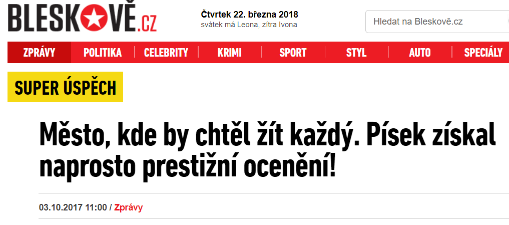 BLESKOVĚ.CZ
Čtvrtek 22. března 2018
svátek má Leona, zítra Ivona
Hledat na Bleskově.cz
ZPRÁVY POLITIKA CELEBRITY KRIMI SPORT STYL AUTO SPECIÁLY
SUPER ÚSPĚCH
Město, kde by chtěl žít každý. Písek získal
naprosto prestižní ocenění!
03.10.2017 11:00 / Zprávy